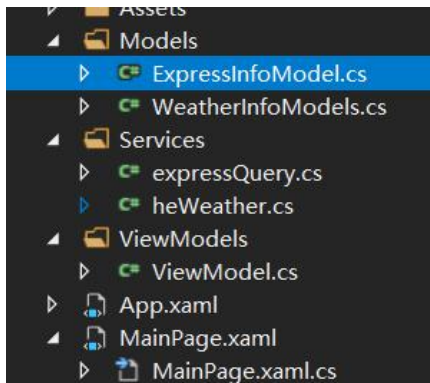 Assets
Models
C# ExpressInfoModel.cs
C# WeatherInfoModels.cs
Services
C# expressQuery.cs
C# heWeather.cs
ViewModels
C# ViewModel.cs
App.xaml
MainPage.xaml
MainPage.xaml.cs